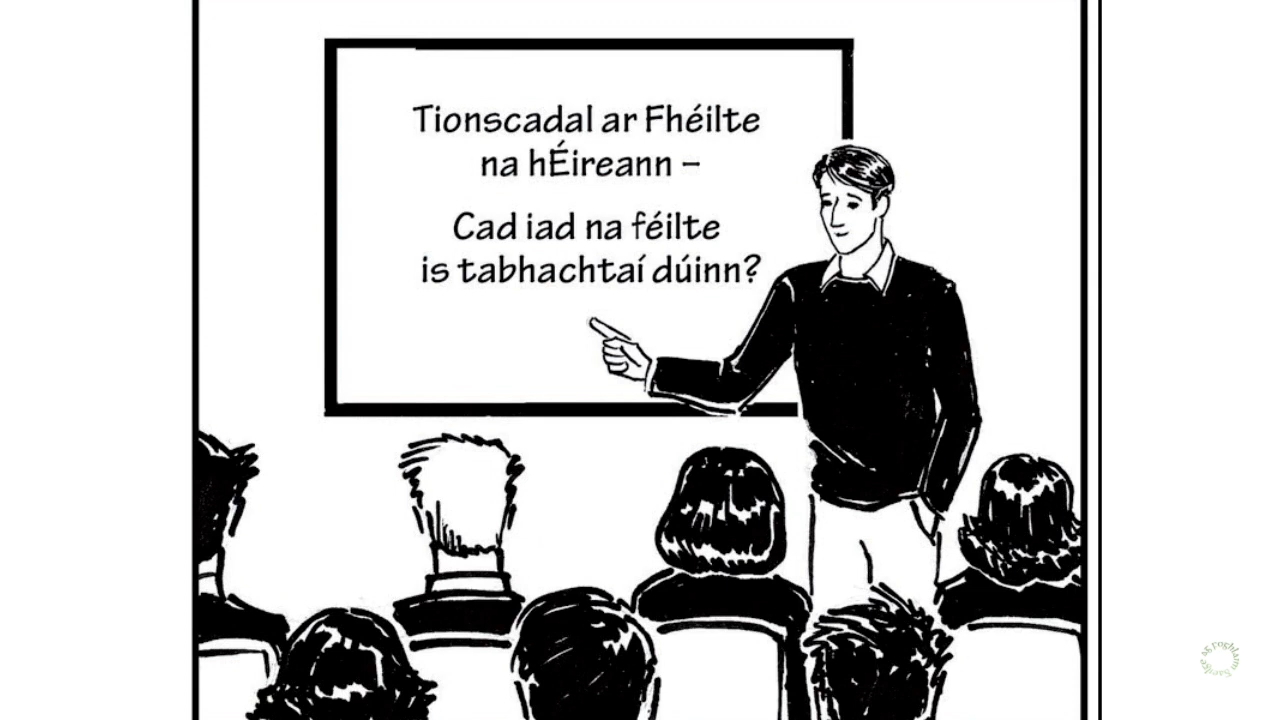 Tionscadal ar Fhéilte
na hÉireann –
Cad iad na féilte
is tabhachtaí dúinn?